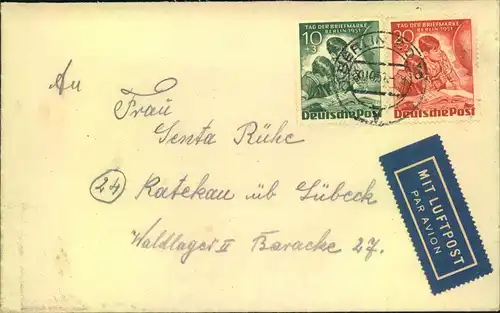 10
+3
TAG DER BRIEFMARKE
BERLIN 1951
DEUTSCHE POST
20
TAG DER BRIEFMARKE
BERLIN 1951
DEUTSCHE POST
BERLIN
An
Frau
Senta Rühe
(24)
Ratekau üb Lübeck
Waldlager II Baracke 27.
MIT LUFTPOST
PAR AVION